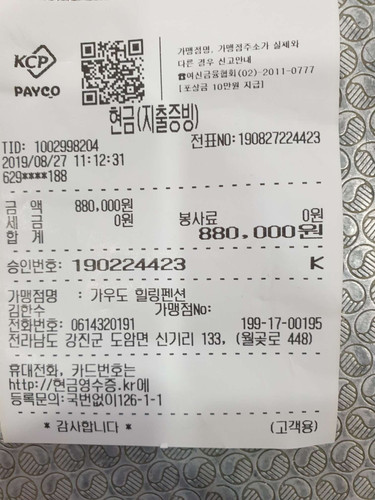 KCP
PAYCO
가맹점명, 가맹점주소가 실제와
다른 경우 신고안내
☎여신금융협회(02)-2011-0777
[포상금 10만원 지급]
현금(지출증빙)
TID: 1002998204 전표NO:190827224423
2019/08/27 11:12:31
629****188
금 액 880,000원 봉사료 0원
세 금 0원
합 계 880,000원
승인번호: 190224423 K
가맹점명 : 가우도 힐링펜션
김한수 가맹점No:
전화번호: 0614320191 199-17-00195
전라남도 강진군 도암면 신기리 133, (월곶로 448)
휴대전화, 카드번호는
http://현금영수증.kr에
등록문의:국번없이126-1-1
* 감사합니다 * (고객용)